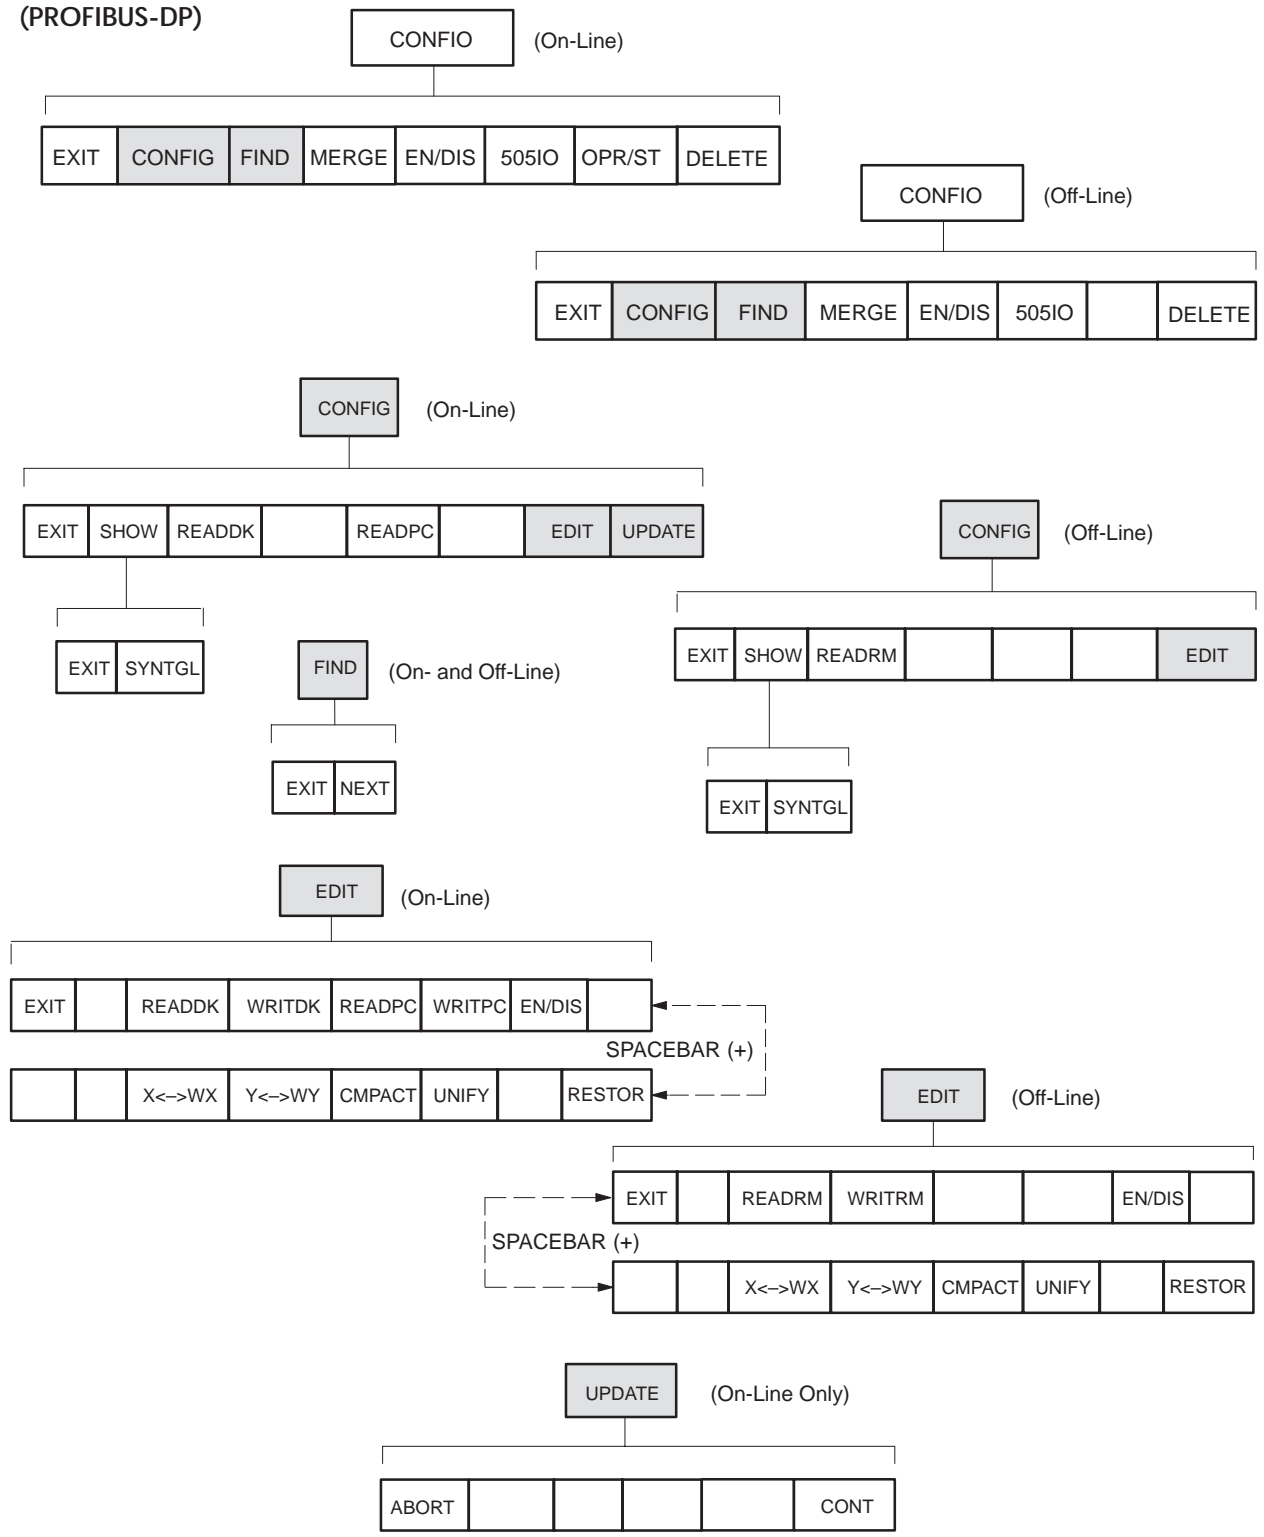 (PROFIBUS-DP)
CONFIO (On-Line)
EXIT CONFIG FIND MERGE EN/DIS 505IO OPR/ST DELETE
CONFIO (Off-Line)
EXIT CONFIG FIND MERGE EN/DIS 505IO DELETE
CONFIG (On-Line)
EXIT SHOW READDK READPC EDIT UPDATE
CONFIG (Off-Line)
EXIT SYNTGL
FIND (On- and Off-Line)
EXIT SHOW READRM EDIT
EXIT NEXT
EXIT SYNTGL
EDIT (On-Line)
EXIT READDK WRITDK READPC WRITPC EN/DIS
SPACEBAR (+)
X<–>WX Y<–>WY CMPACT UNIFY RESTOR
EDIT (Off-Line)
EXIT READRM WRITRM EN/DIS
SPACEBAR (+)
X<–>WX Y<–>WY CMPACT UNIFY RESTOR
UPDATE (On-Line Only)
ABORT CONT